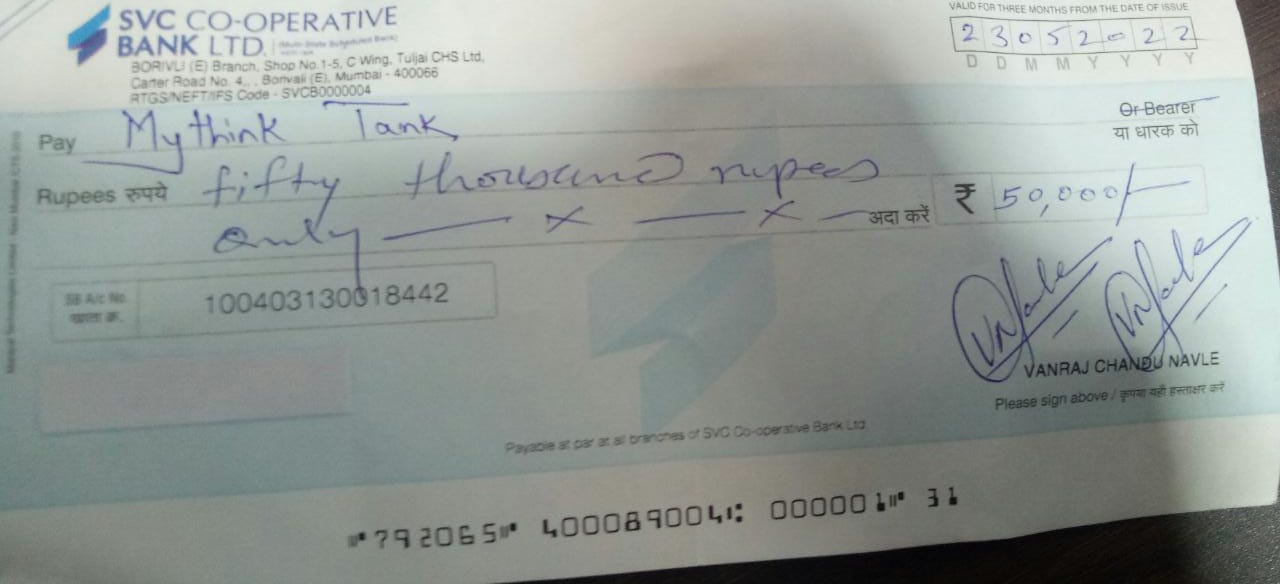 SVC CO-OPERATIVE
BANK LTD. (Multi-State Scheduled Bank)
BORIVLI (E) Branch, Shop No.1-5, C Wing, Tuljai CHS Ltd,
Carter Road No. 4, , Borivali (E), Mumbai - 400066
RTGS/NEFT/IFS Code - SVCB0000004
VALID FOR THREE MONTHS FROM THE DATE OF ISSUE
2 3 0 5 2 0 2 2
D D M M Y Y Y Y
Pay Mythink Tank
Or Bearer
या धारक को
Rupees रुपये fifty thousand rupees
only — x — x — अदा करें ₹ 50,000/-
SB A/c No. 100403130018442
खाता क्र.
VANRAJ CHANDU NAVLE
Please sign above / कृपया यहाँ हस्ताक्षर करें
Payable at par at all branches of SVC Co-operative Bank Ltd.
⑈792065⑈ 400089004⑆ 000001⑈ 31